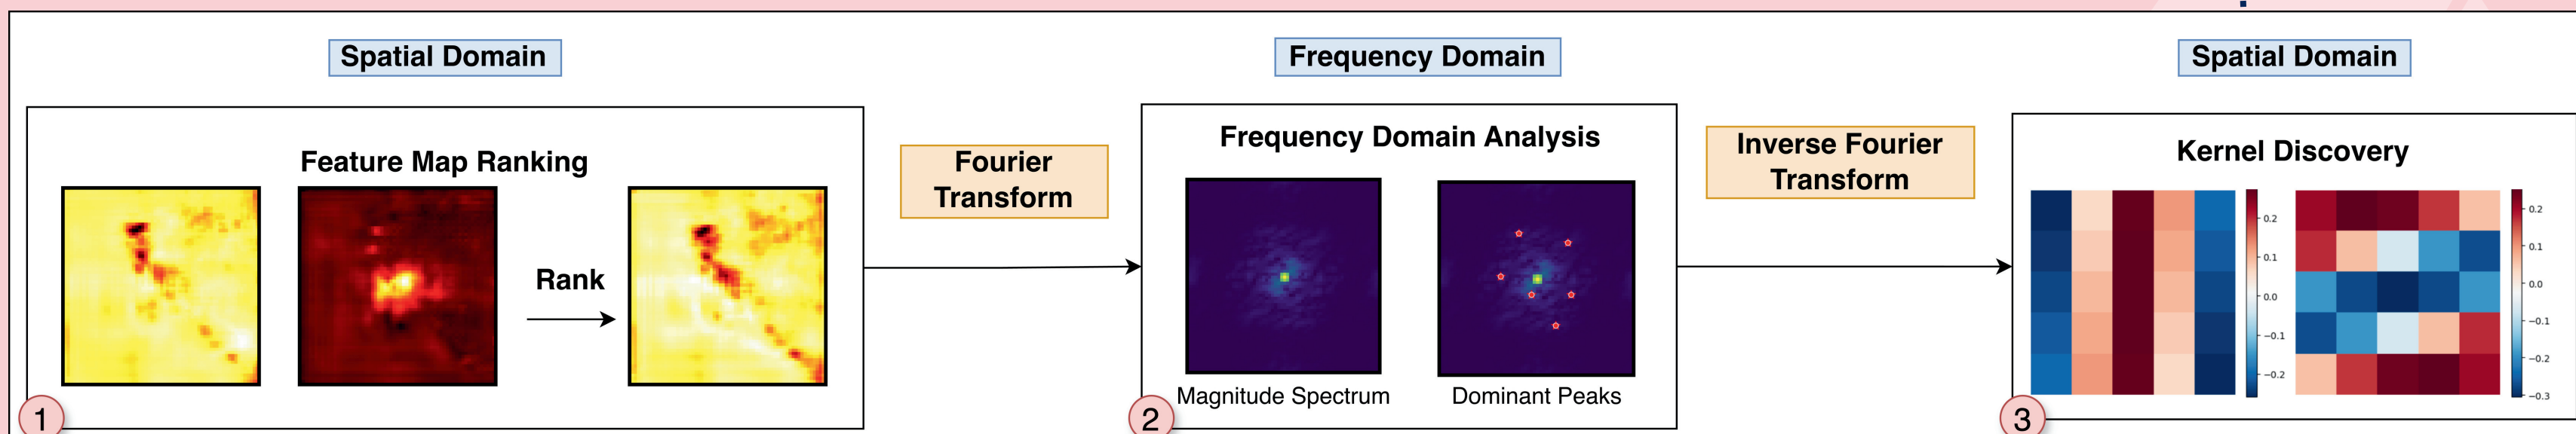 Spatial Domain
Feature Map Ranking
Rank
1
Fourier
Transform
Frequency Domain
Frequency Domain Analysis
Magnitude Spectrum
Dominant Peaks
2
Inverse Fourier
Transform
Spatial Domain
Kernel Discovery
0.2
0.1
0.0
−0.1
−0.2
0.2
0.1
0.0
−0.1
−0.2
−0.3
3